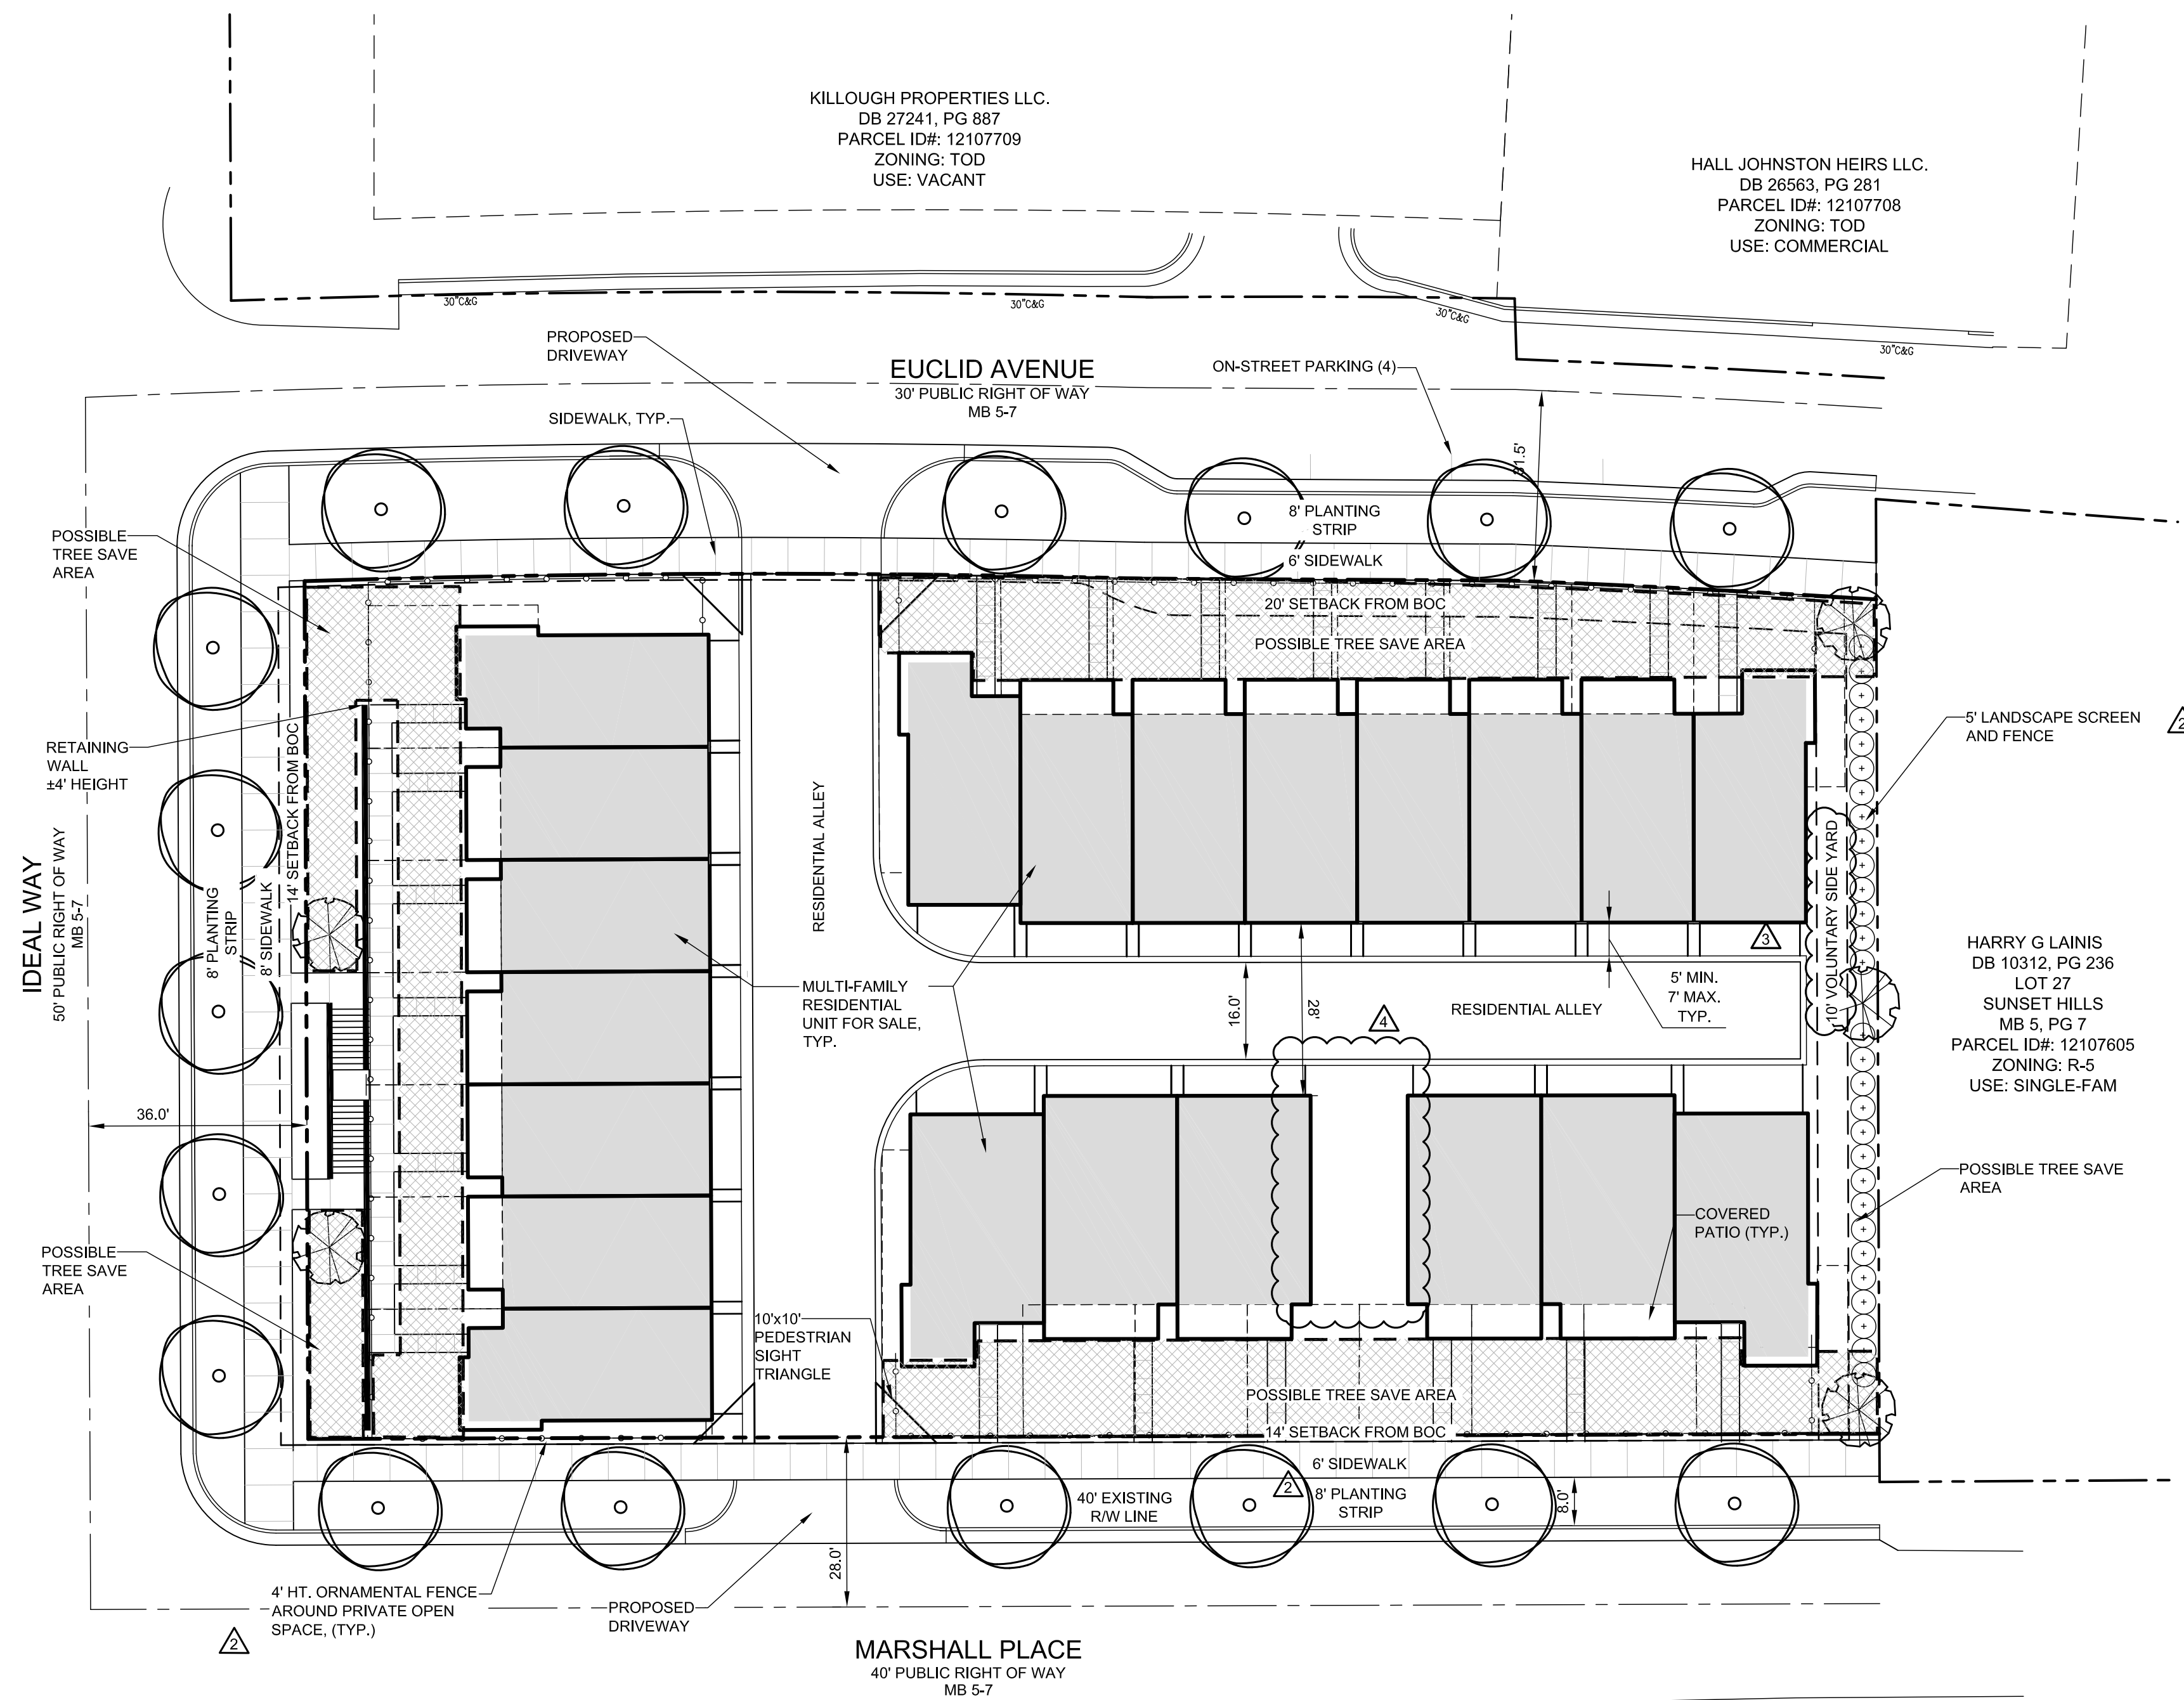 KILLOUGH PROPERTIES LLC.
DB 27241, PG 887
PARCEL ID#: 12107709
ZONING: TOD
USE: VACANT
HALL JOHNSTON HEIRS LLC.
DB 26563, PG 281
PARCEL ID#: 12107708
ZONING: TOD
USE: COMMERCIAL
30"C&G
30"C&G
30"C&G
30"C&G
PROPOSED
DRIVEWAY
EUCLID AVENUE
30' PUBLIC RIGHT OF WAY
MB 5-7
ON-STREET PARKING (4)
SIDEWALK, TYP.
8' PLANTING
STRIP
6' SIDEWALK
POSSIBLE
TREE SAVE
AREA
20' SETBACK FROM BOC
POSSIBLE TREE SAVE AREA
RETAINING
WALL
±4' HEIGHT
14' SETBACK FROM BOC
5' LANDSCAPE SCREEN
AND FENCE
2
IDEAL WAY
50' PUBLIC RIGHT OF WAY
MB 5-7
8' PLANTING
STRIP
8' SIDEWALK
RESIDENTIAL ALLEY
10' VOLUNTARY SIDE YARD
3
HARRY G LAINIS
DB 10312, PG 236
LOT 27
SUNSET HILLS
MB 5, PG 7
PARCEL ID#: 12107605
ZONING: R-5
USE: SINGLE-FAM
MULTI-FAMILY
RESIDENTIAL
UNIT FOR SALE,
TYP.
16.0'
28'
4
RESIDENTIAL ALLEY
5' MIN.
7' MAX.
TYP.
36.0'
POSSIBLE TREE SAVE
AREA
COVERED
PATIO (TYP.)
POSSIBLE
TREE SAVE
AREA
10'x10'
PEDESTRIAN
SIGHT
TRIANGLE
POSSIBLE TREE SAVE AREA
14' SETBACK FROM BOC
6' SIDEWALK
2
8' PLANTING
STRIP
40' EXISTING
R/W LINE
8.0'
28.0'
4' HT. ORNAMENTAL FENCE
AROUND PRIVATE OPEN
SPACE, (TYP.)
2
PROPOSED
DRIVEWAY
MARSHALL PLACE
40' PUBLIC RIGHT OF WAY
MB 5-7